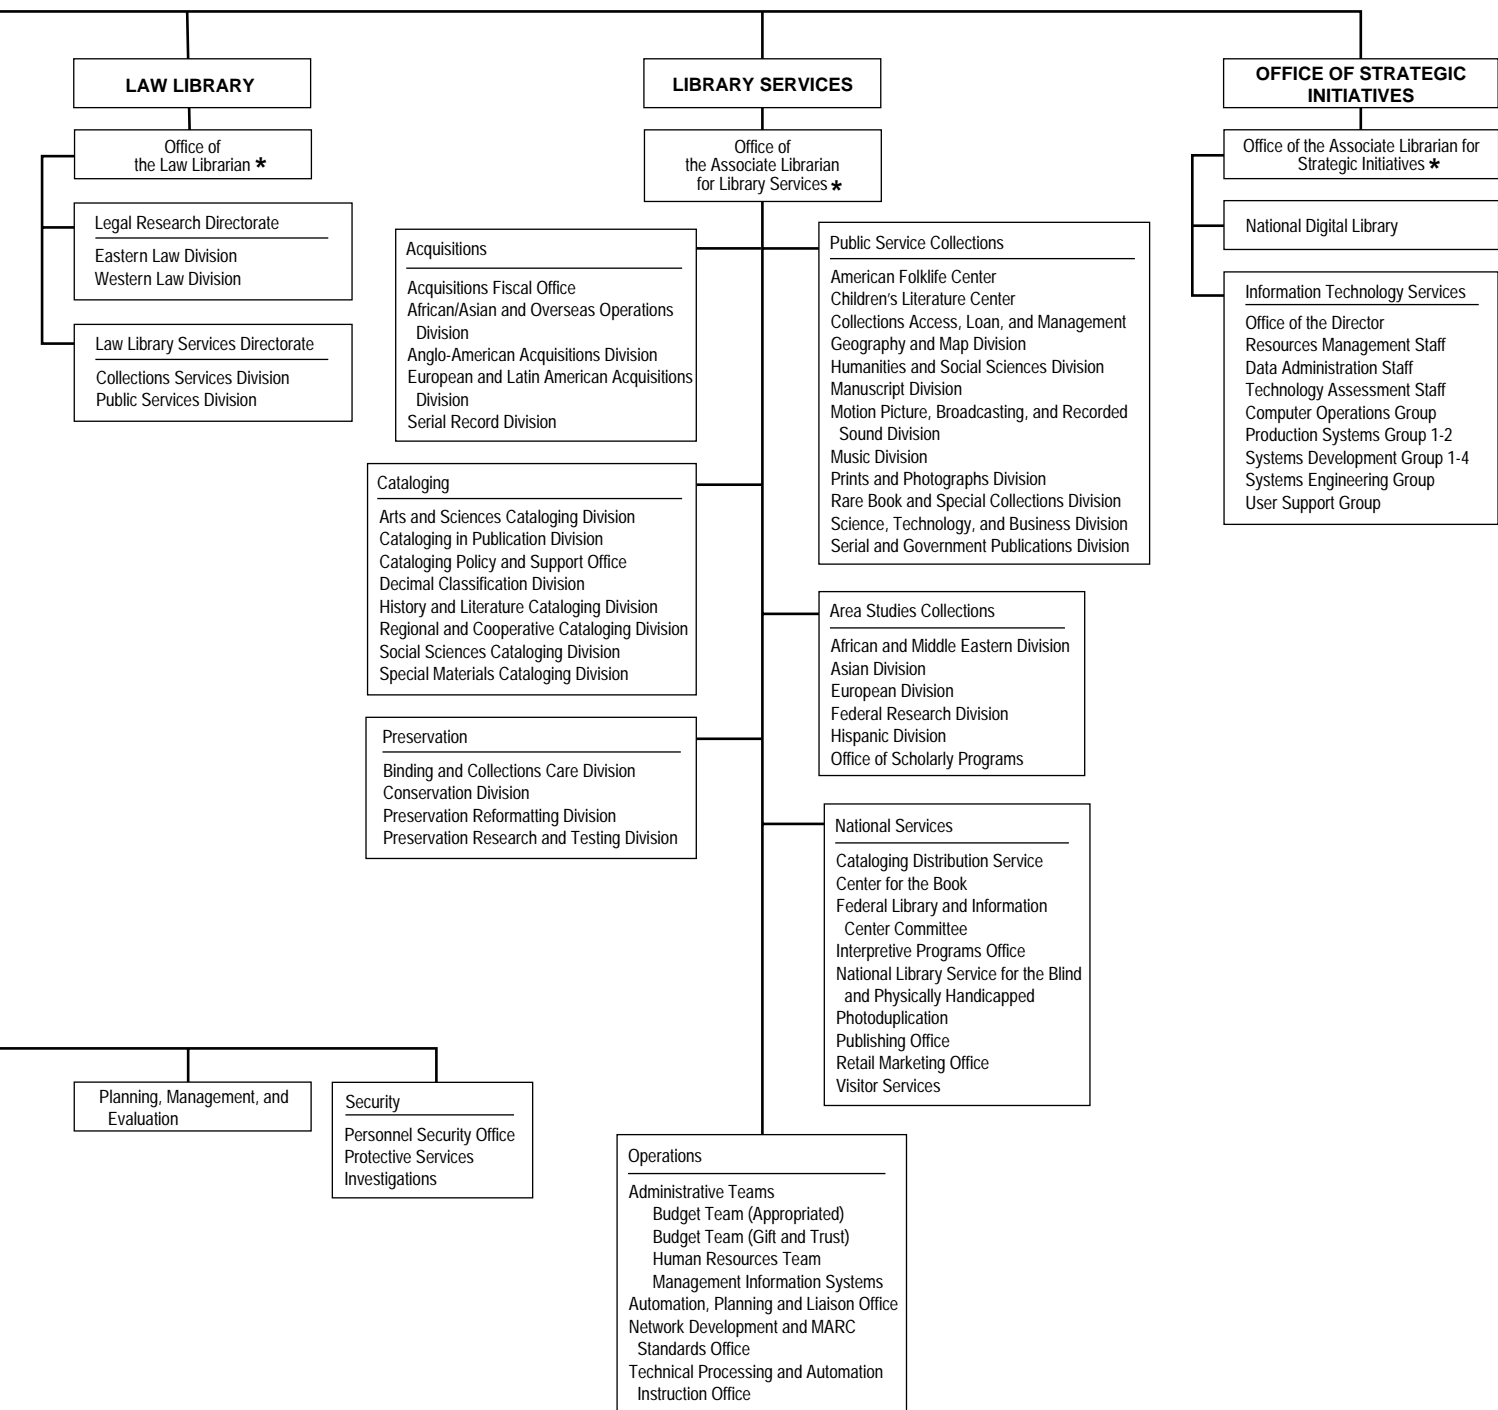 LAW LIBRARY
Office of
the Law Librarian *
Legal Research Directorate
Eastern Law Division
Western Law Division
Law Library Services Directorate
Collections Services Division
Public Services Division
LIBRARY SERVICES
Office of
the Associate Librarian
for Library Services *
Acquisitions
Acquisitions Fiscal Office
African/Asian and Overseas Operations
Division
Anglo-American Acquisitions Division
European and Latin American Acquisitions
Division
Serial Record Division
Cataloging
Arts and Sciences Cataloging Division
Cataloging in Publication Division
Cataloging Policy and Support Office
Decimal Classification Division
History and Literature Cataloging Division
Regional and Cooperative Cataloging Division
Social Sciences Cataloging Division
Special Materials Cataloging Division
Preservation
Binding and Collections Care Division
Conservation Division
Preservation Reformatting Division
Preservation Research and Testing Division
Public Service Collections
American Folklife Center
Children’s Literature Center
Collections Access, Loan, and Management
Geography and Map Division
Humanities and Social Sciences Division
Manuscript Division
Motion Picture, Broadcasting, and Recorded
Sound Division
Music Division
Prints and Photographs Division
Rare Book and Special Collections Division
Science, Technology, and Business Division
Serial and Government Publications Division
Area Studies Collections
African and Middle Eastern Division
Asian Division
European Division
Federal Research Division
Hispanic Division
Office of Scholarly Programs
National Services
Cataloging Distribution Service
Center for the Book
Federal Library and Information
Center Committee
Interpretive Programs Office
National Library Service for the Blind
and Physically Handicapped
Photoduplication
Publishing Office
Retail Marketing Office
Visitor Services
Operations
Administrative Teams
Budget Team (Appropriated)
Budget Team (Gift and Trust)
Human Resources Team
Management Information Systems
Automation, Planning and Liaison Office
Network Development and MARC
Standards Office
Technical Processing and Automation
Instruction Office
OFFICE OF STRATEGIC
INITIATIVES
Office of the Associate Librarian for
Strategic Initiatives *
National Digital Library
Information Technology Services
Office of the Director
Resources Management Staff
Data Administration Staff
Technology Assessment Staff
Computer Operations Group
Production Systems Group 1-2
Systems Development Group 1-4
Systems Engineering Group
User Support Group
Planning, Management, and
Evaluation
Security
Personnel Security Office
Protective Services
Investigations